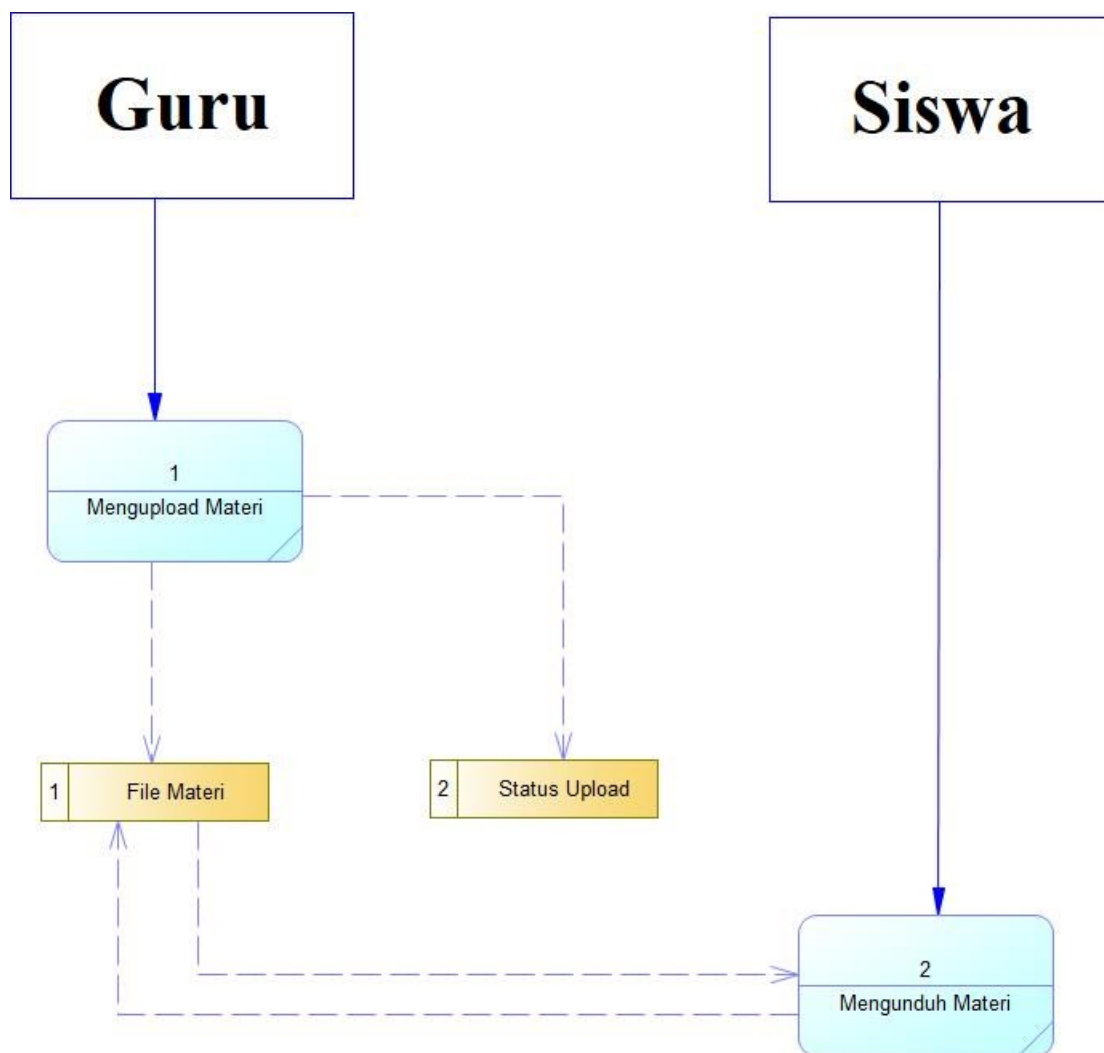 Guru
Siswa
1
Mengupload Materi
1
File Materi
2
Status Upload
2
Mengunduh Materi